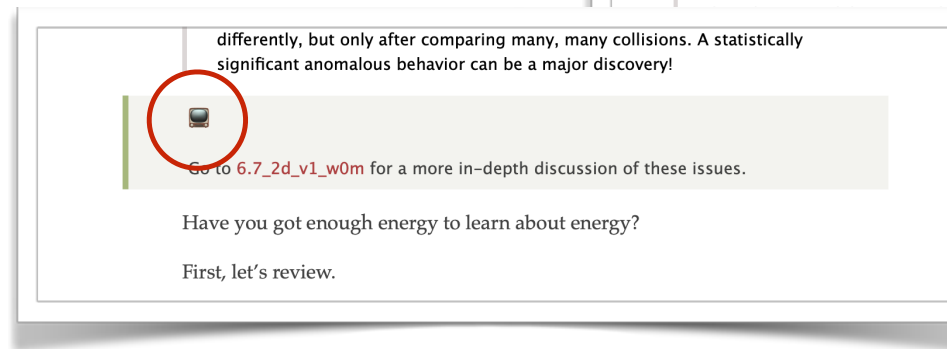 differently, but only after comparing many, many collisions. A statistically
significant anomalous behavior can be a major discovery!
Go to 6.7_2d_v1_w0m for a more in-depth discussion of these issues.
Have you got enough energy to learn about energy?
First, let's review.